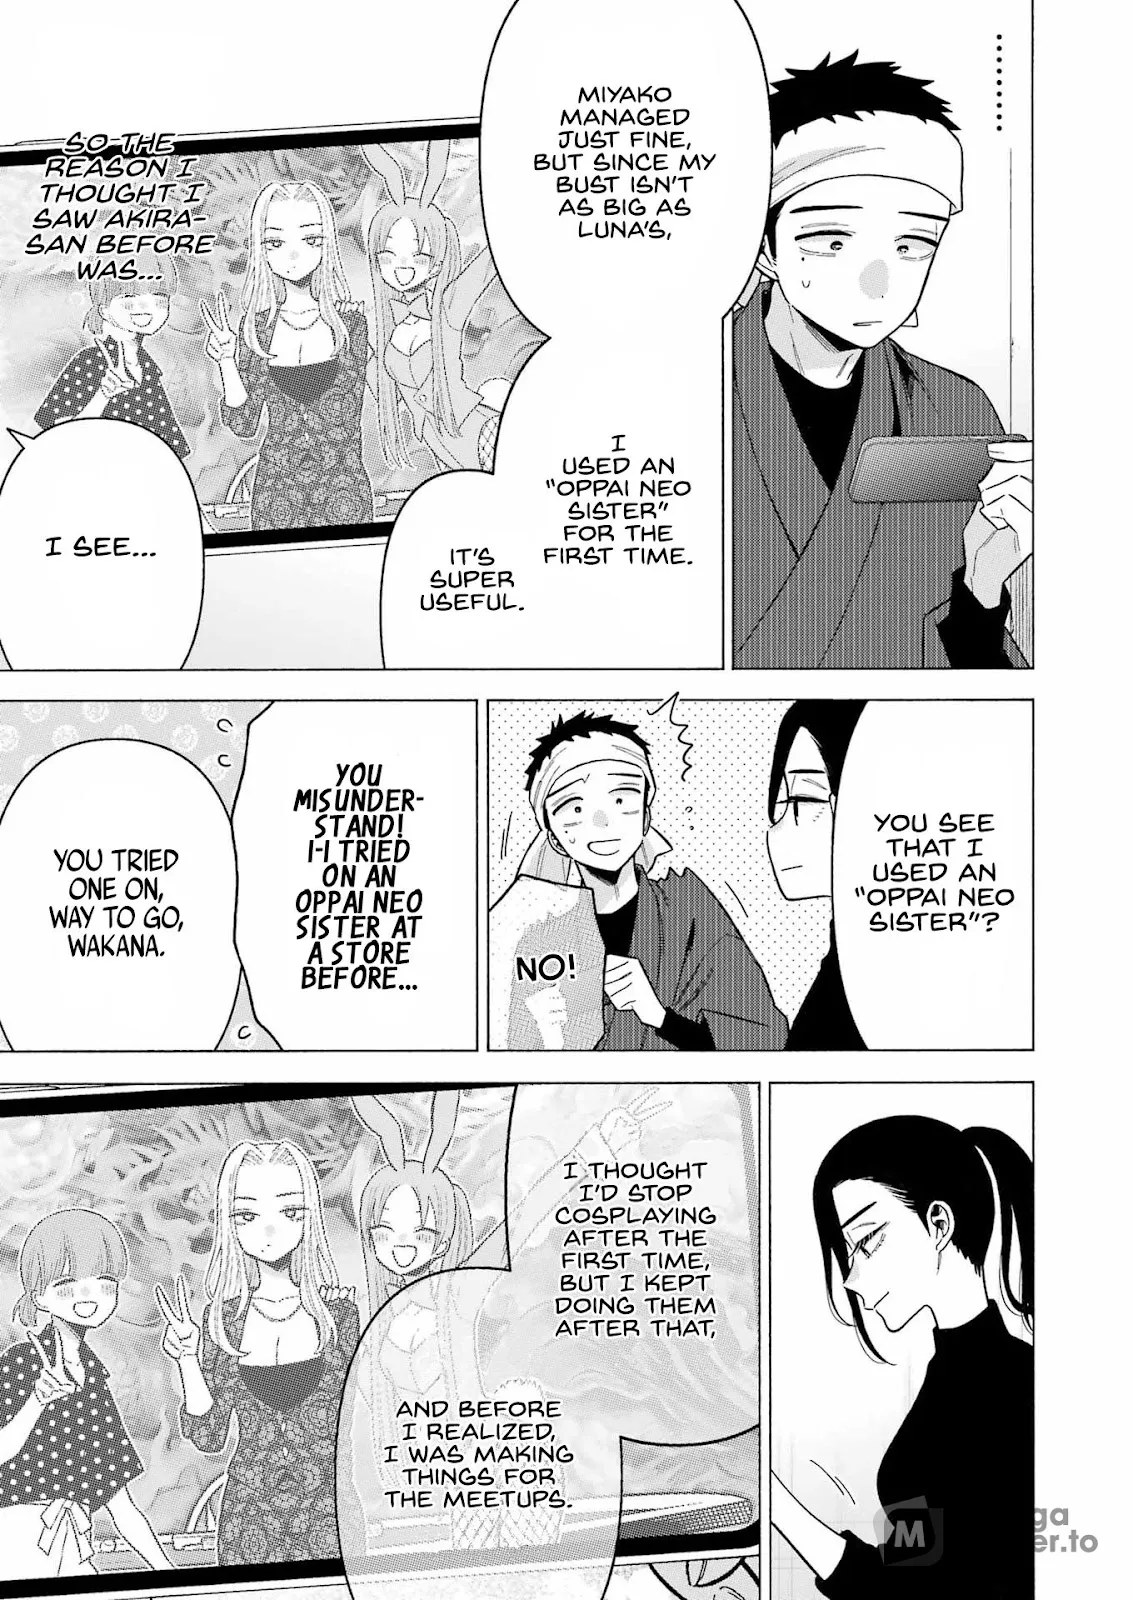 .........
MIYAKO
MANAGED
JUST FINE,
BUT SINCE MY
BUST ISN'T
AS BIG AS
LUNA'S,
I
USED AN
"OPPAI NEO
SISTER"
FOR THE
FIRST TIME.
IT'S
SUPER
USEFUL.
SO THE
REASON I
THOUGHT I
SAW AKIRA-
SAN BEFORE
WAS...
I SEE...
YOU SEE
THAT I
USED AN
"OPPAI NEO
SISTER"?
NO!
YOU
MISUNDER-
STAND!
I-I TRIED
ON AN
OPPAI NEO
SISTER AT
A STORE
BEFORE...
YOU TRIED
ONE ON,
WAY TO GO,
WAKANA.
I THOUGHT
I'D STOP
COSPLAYING
AFTER THE
FIRST TIME,
BUT I KEPT
DOING THEM
AFTER THAT,
AND BEFORE
I REALIZED,
I WAS MAKING
THINGS FOR
THE MEETUPS.
M